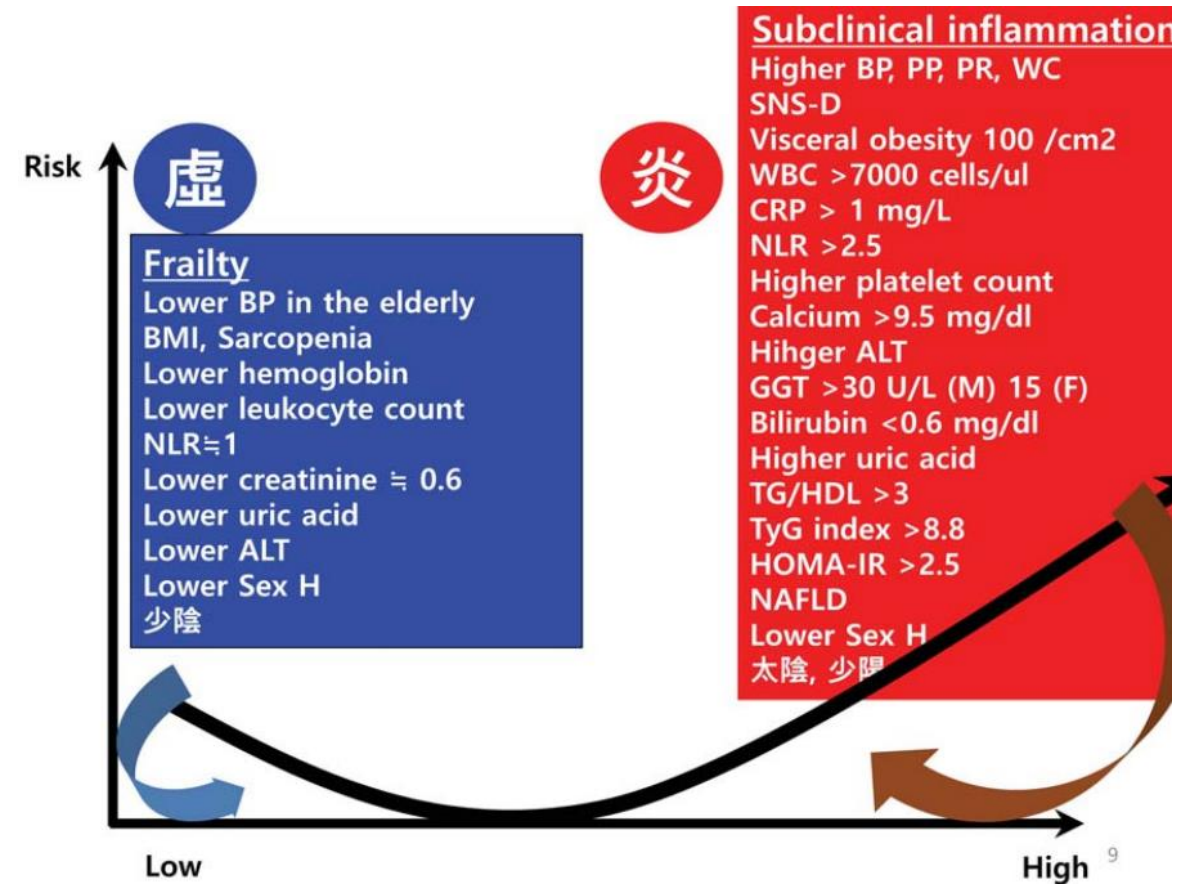 Risk
虛
Frailty
Lower BP in the elderly
BMI, Sarcopenia
Lower hemoglobin
Lower leukocyte count
NLR≒1
Lower creatinine ≒ 0.6
Lower uric acid
Lower ALT
Lower Sex H
少陰
炎
Subclinical inflammation
Higher BP, PP, PR, WC
SNS-D
Visceral obesity 100 /cm2
WBC >7000 cells/ul
CRP > 1 mg/L
NLR >2.5
Higher platelet count
Calcium >9.5 mg/dl
Hihger ALT
GGT >30 U/L (M) 15 (F)
Bilirubin <0.6 mg/dl
Higher uric acid
TG/HDL >3
TyG index >8.8
HOMA-IR >2.5
NAFLD
Lower Sex H
太陰, 少陽
Low
High
9